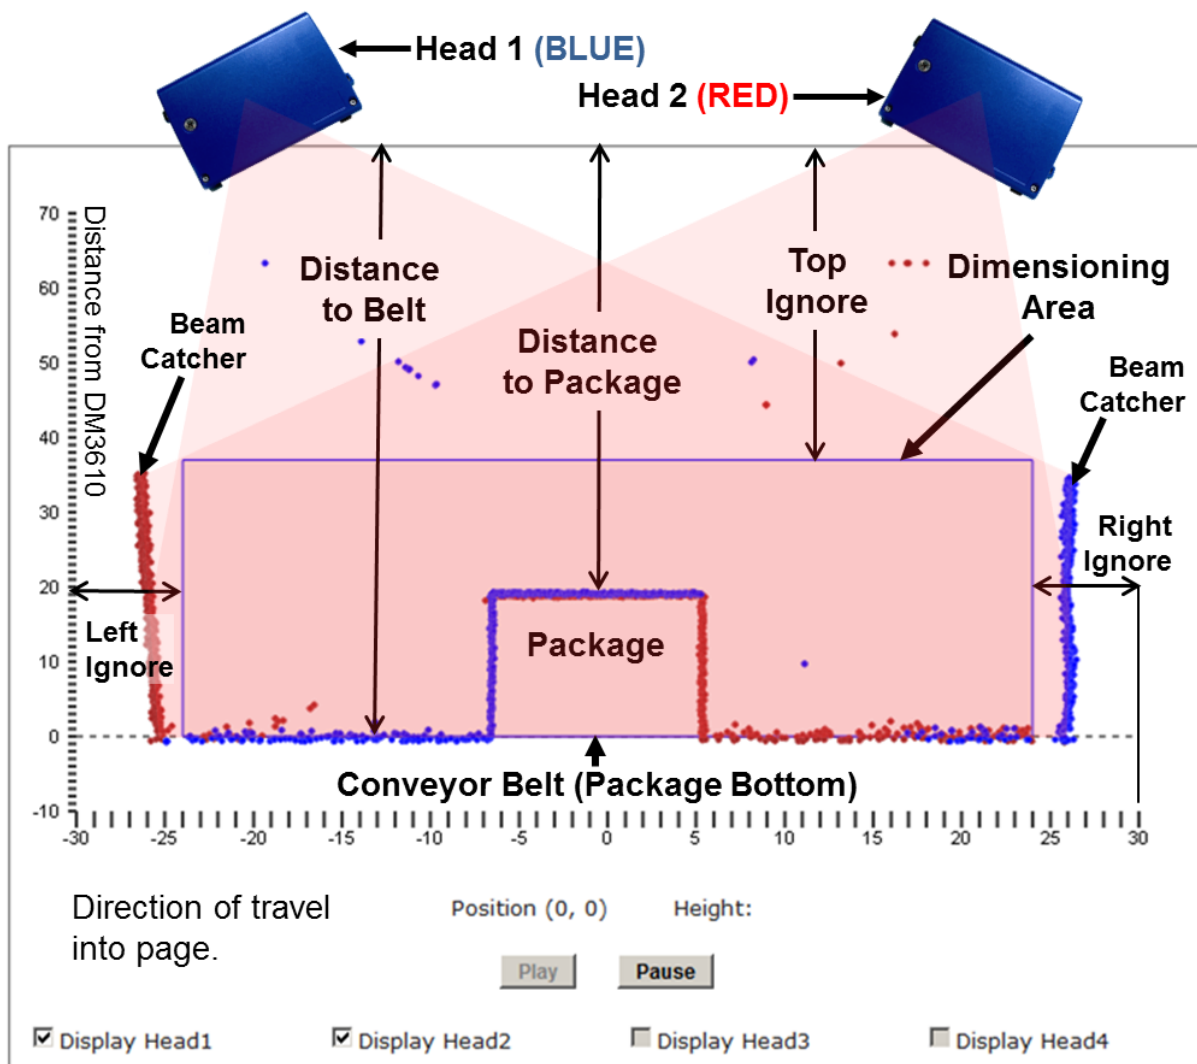 Head 1 (BLUE)
Head 2 (RED)
70
60
50
40
30
20
10
0
-10
Distance from DM3610
Distance
to Belt
Distance
to Package
Top
Ignore
Dimensioning
Area
Beam
Catcher
Beam
Catcher
Left
Ignore
Right
Ignore
Package
Conveyor Belt (Package Bottom)
-30 -25 -20 -15 -10 -5 0 5 10 15 20 25 30
Direction of travel
into page.
Position (0, 0) Height:
Play Pause
Display Head1 Display Head2 Display Head3 Display Head4